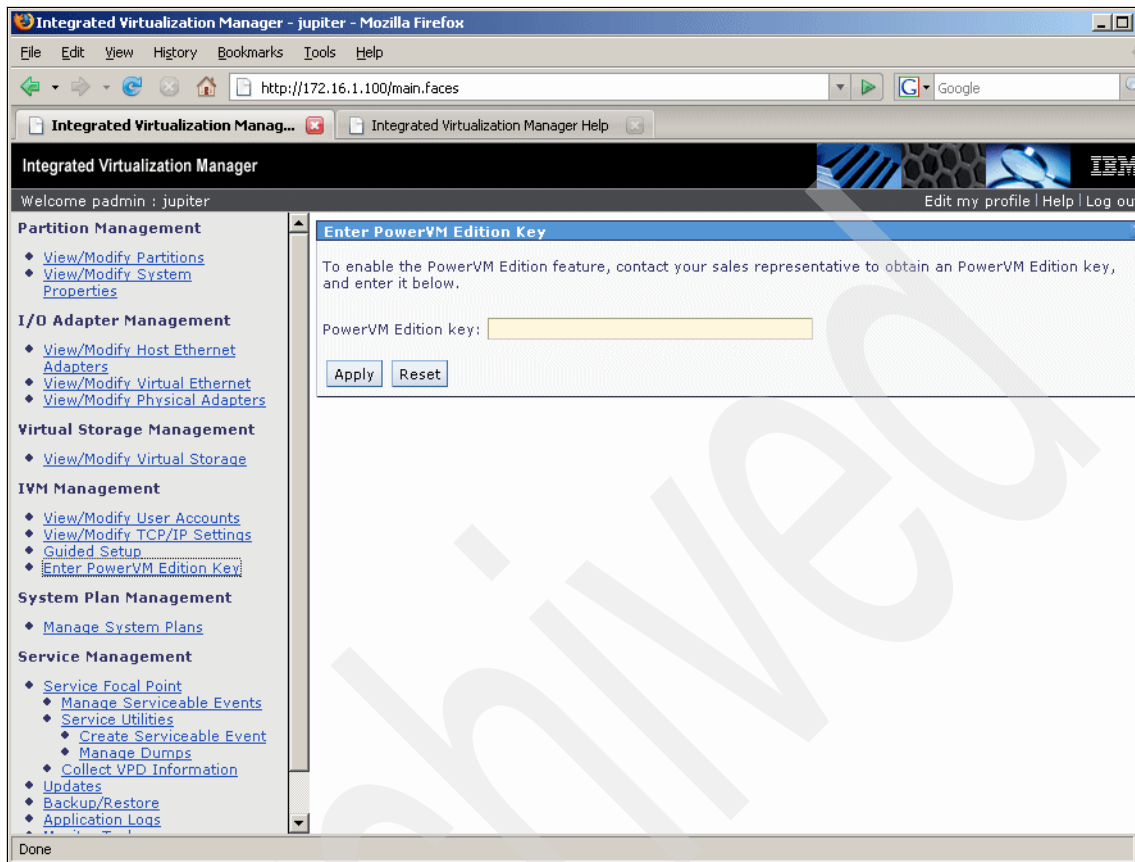 Integrated Virtualization Manager - jupiter - Mozilla Firefox
File Edit View History Bookmarks Tools Help
http://172.16.1.100/main.faces
Google
Integrated Virtualization Manag...
Integrated Virtualization Manager Help
Integrated Virtualization Manager
IBM
Welcome padmin : jupiter
Edit my profile | Help | Log ou
Partition Management
View/Modify Partitions
View/Modify System
Properties
I/O Adapter Management
View/Modify Host Ethernet
Adapters
View/Modify Virtual Ethernet
View/Modify Physical Adapters
Virtual Storage Management
View/Modify Virtual Storage
IVM Management
View/Modify User Accounts
View/Modify TCP/IP Settings
Guided Setup
Enter PowerVM Edition Key
System Plan Management
Manage System Plans
Service Management
Service Focal Point
Manage Serviceable Events
Service Utilities
Create Serviceable Event
Manage Dumps
Collect VPD Information
Updates
Backup/Restore
Application Logs
Enter PowerVM Edition Key
To enable the PowerVM Edition feature, contact your sales representative to obtain an PowerVM Edition key,
and enter it below.
PowerVM Edition key:
Apply Reset
Done
hived